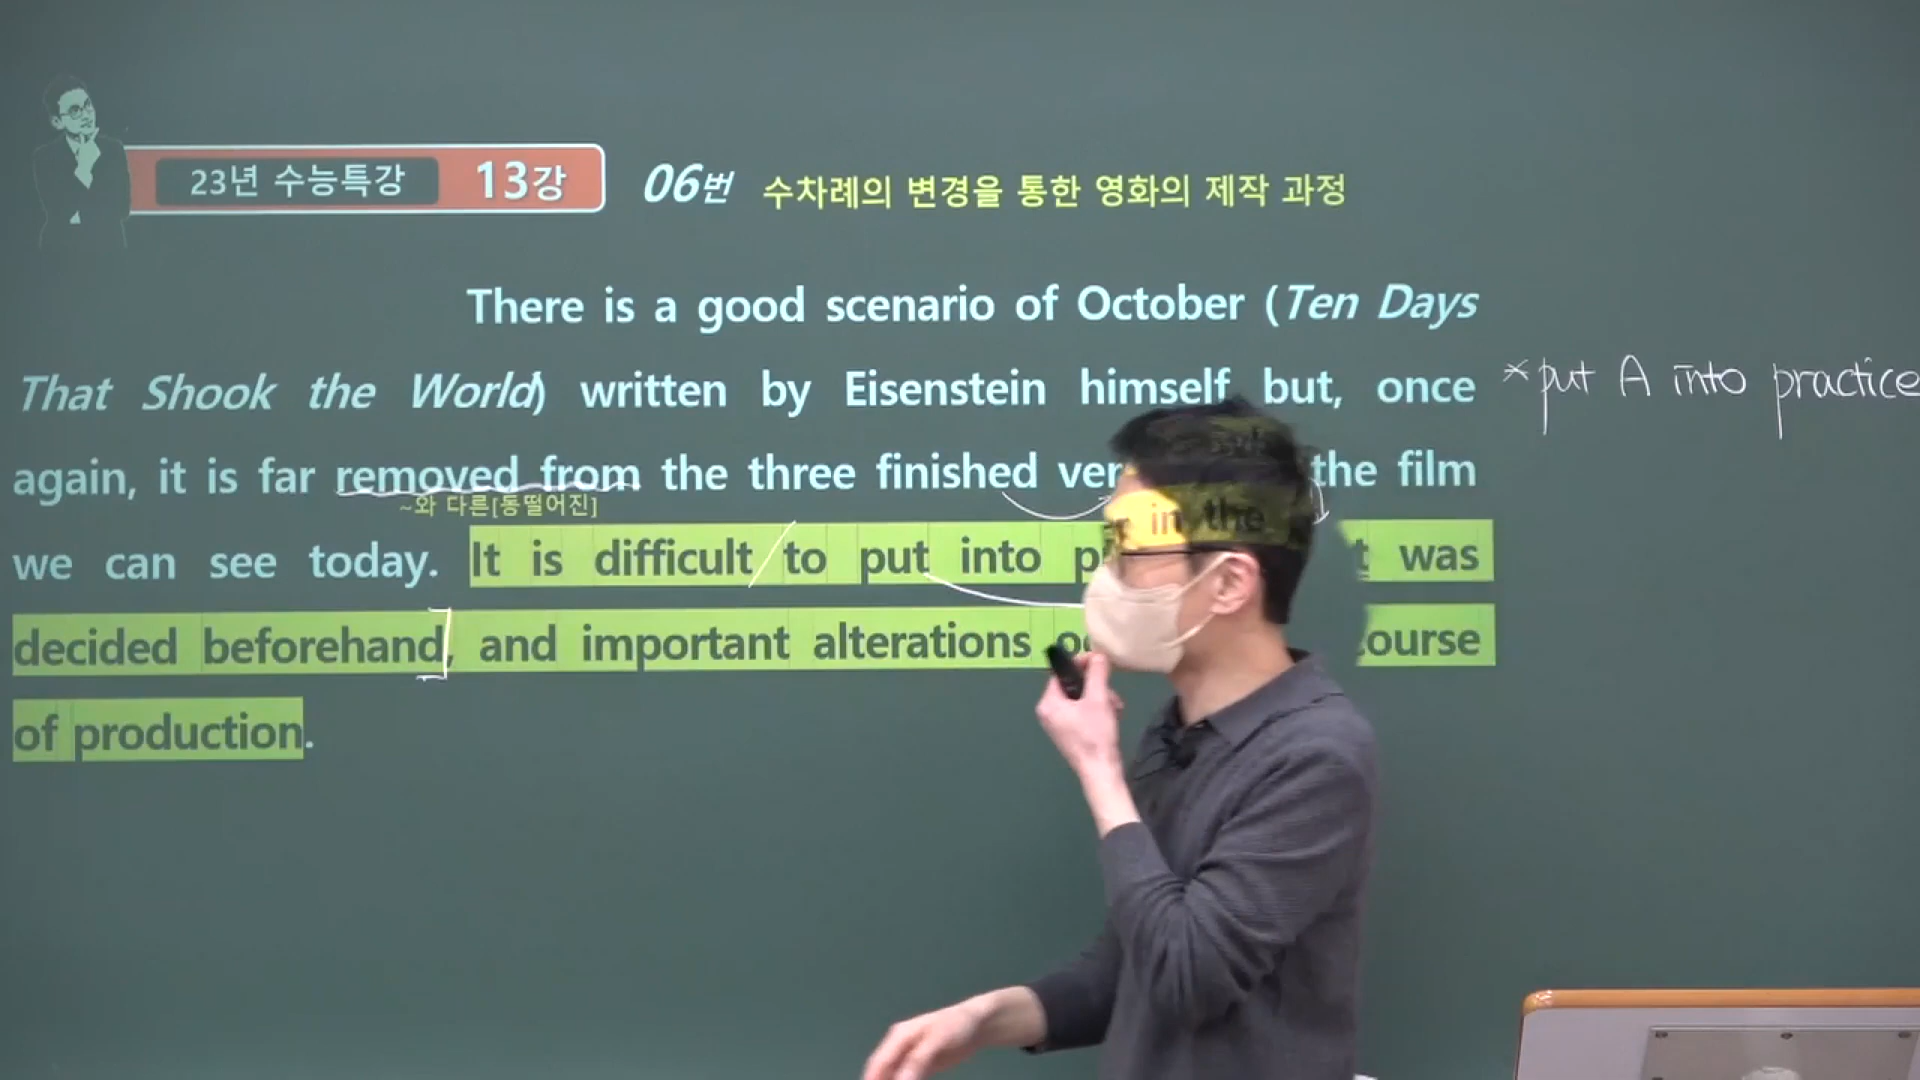 23년 수능특강 13강 06번 수차례의 변경을 통한 영화의 제작 과정
There is a good scenario of October (Ten Days
That Shook the World) written by Eisenstein himself but, once
*put A into practice
again, it is far removed from the three finished the film
~와 다른[동떨어진]
we can see today. It is difficult to put into was
decided beforehand, and important alterations in the course
of production.